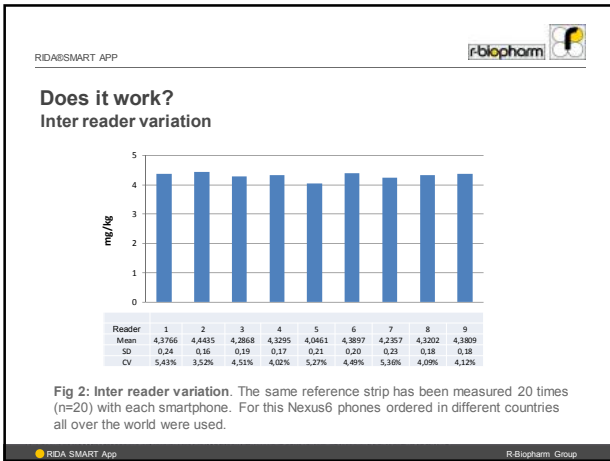 RIDA®SMART APP
r-biopharm
Does it work?
Inter reader variation
5
4
3
2
1
0
mg/kg
Reader 1 2 3 4 5 6 7 8 9
Mean 4,3766 4,4435 4,2868 4,3295 4,0461 4,3897 4,2357 4,3202 4,3809
SD 0,24 0,16 0,19 0,17 0,21 0,20 0,23 0,18 0,18
CV 5,43% 3,52% 4,51% 4,02% 5,27% 4,49% 5,36% 4,09% 4,12%
Fig 2: Inter reader variation. The same reference strip has been measured 20 times
(n=20) with each smartphone. For this Nexus6 phones ordered in different countries
all over the world were used.
RIDA SMART App
R-Biopharm Group